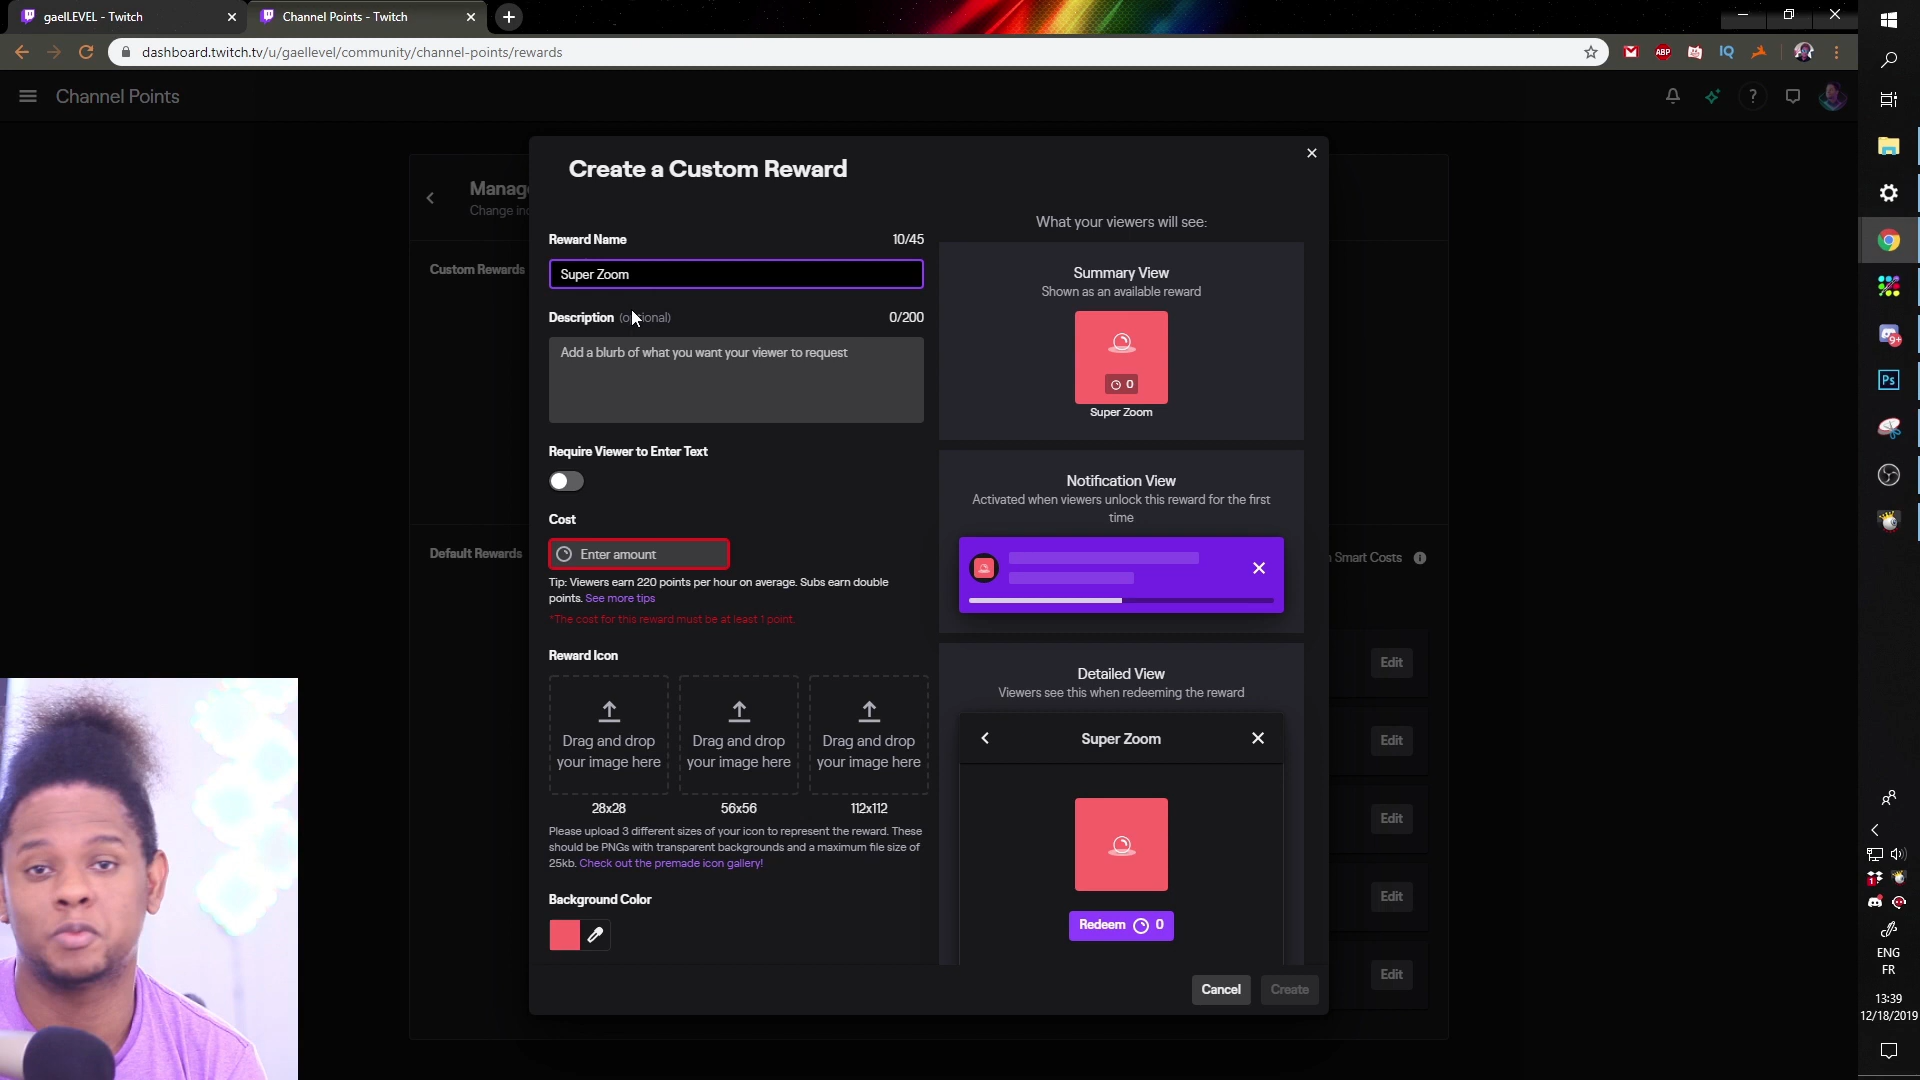 gaelLEVEL - Twitch
Channel Points - Twitch
dashboard.twitch.tv/u/gaellevel/community/channel-points/rewards
ABP
IQ
Channel Points
?
Create a Custom Reward
Manag
Change in
Custom Rewards
Default Rewards
Smart Costs
Edit
Edit
Edit
Edit
Edit
Reward Name
10/45
Super Zoom
Description (optional)
0/200
Add a blurb of what you want your viewer to request
Require Viewer to Enter Text
Cost
Enter amount
Tip: Viewers earn 220 points per hour on average. Subs earn double
points. See more tips
*The cost for this reward must be at least 1 point.
Reward Icon
Drag and drop
your image here
Drag and drop
your image here
Drag and drop
your image here
28x28
56x56
112x112
Please upload 3 different sizes of your icon to represent the reward. These
should be PNGs with transparent backgrounds and a maximum file size of
25kb. Check out the premade icon gallery!
Background Color
What your viewers will see:
Summary View
Shown as an available reward
0
Super Zoom
Notification View
Activated when viewers unlock this reward for the first
time
Detailed View
Viewers see this when redeeming the reward
Super Zoom
Redeem 0
Cancel
Create
9+
Ps
1
ENG
FR
13:39
12/18/2019